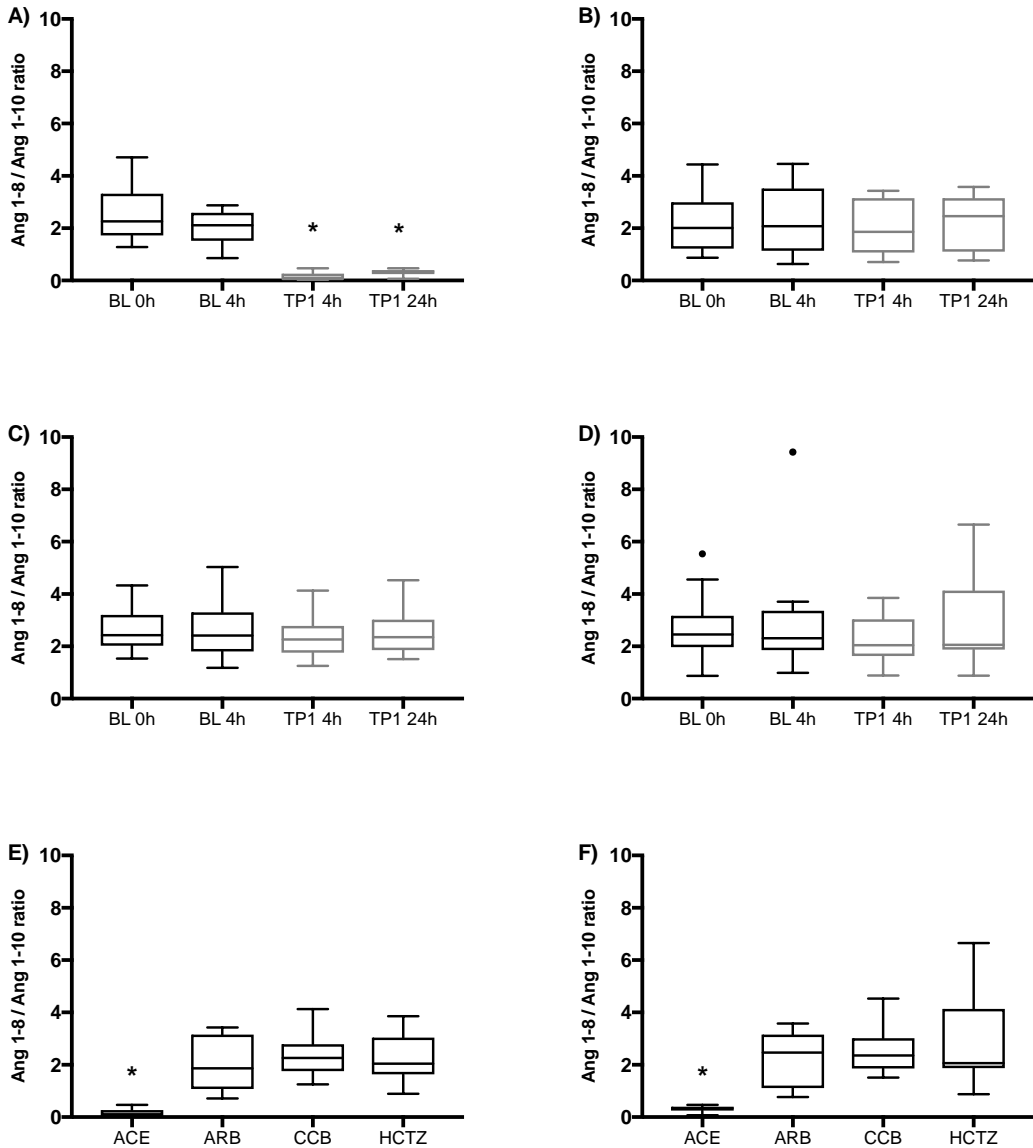 A)
Ang 1-8 / Ang 1-10 ratio
10
8
6
4
2
0
* *
BL 0h BL 4h TP1 4h TP1 24h
B)
Ang 1-8 / Ang 1-10 ratio
10
8
6
4
2
0
BL 0h BL 4h TP1 4h TP1 24h
C)
Ang 1-8 / Ang 1-10 ratio
10
8
6
4
2
0
BL 0h BL 4h TP1 4h TP1 24h
D)
Ang 1-8 / Ang 1-10 ratio
10
8
6
4
2
0
BL 0h BL 4h TP1 4h TP1 24h
E)
Ang 1-8 / Ang 1-10 ratio
10
8
6
4
2
0
*
ACE ARB CCB HCTZ
F)
Ang 1-8 / Ang 1-10 ratio
10
8
6
4
2
0
*
ACE ARB CCB HCTZ